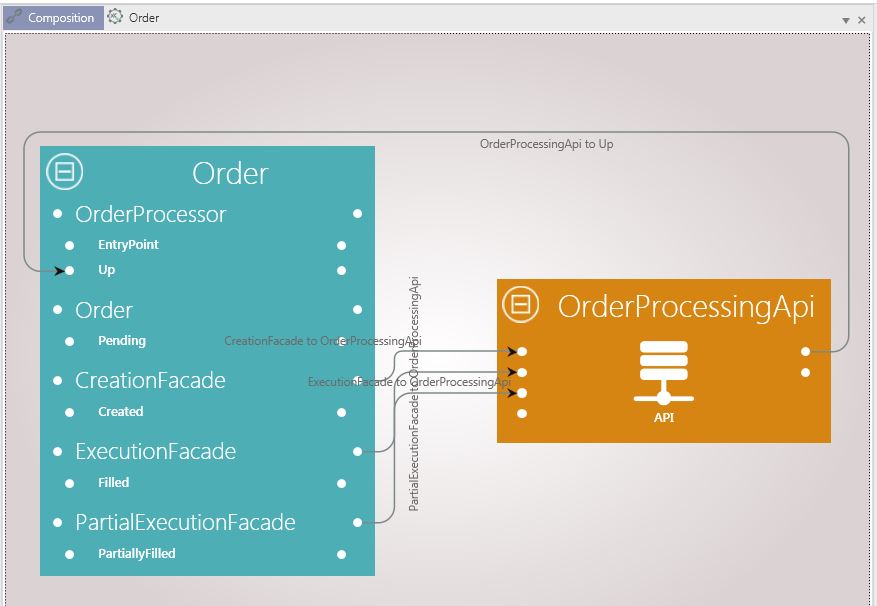 Composition
Order
OrderProcessingApi to Up
Order
OrderProcessor
EntryPoint
Up
Order
Pending
CreationFacade to OrderProcessingApi
CreationFacade
Created
ExecutionFacade to OrderProcessingApi
ExecutionFacade
Filled
PartialExecutionFacade
PartiallyFilled
PartialExecutionFacade to OrderProcessingApi
OrderProcessingApi
API